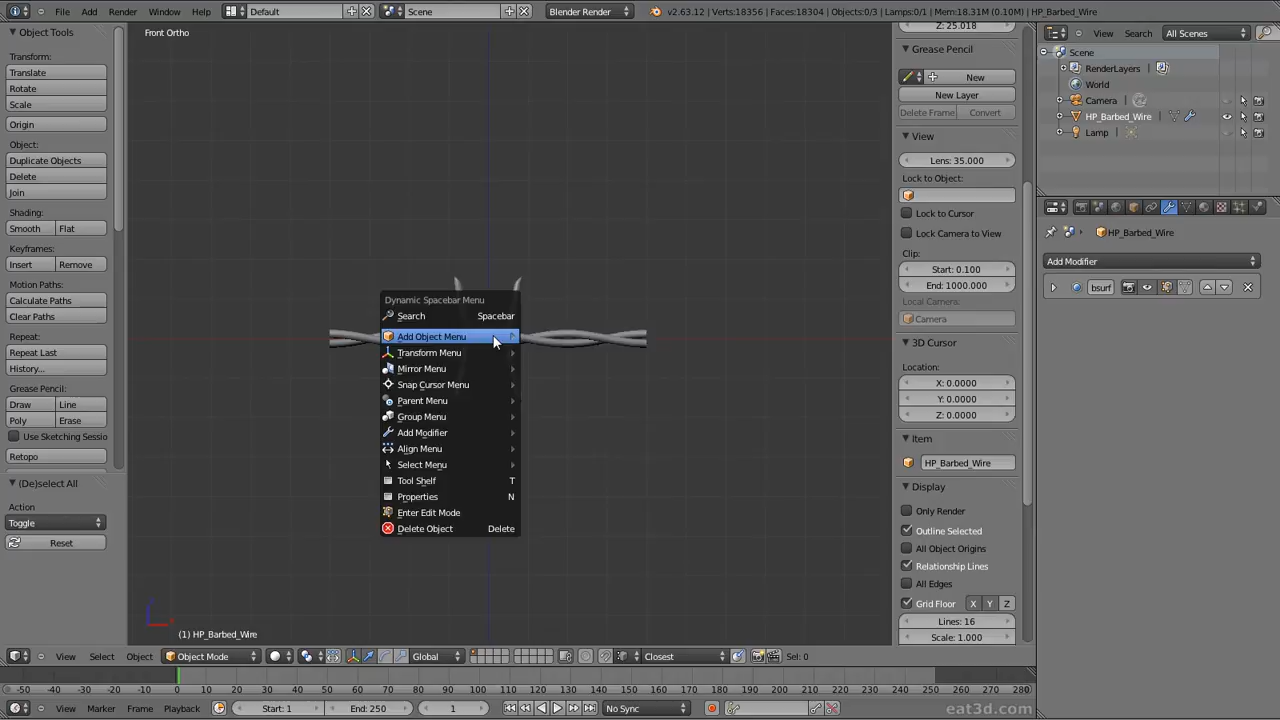 File Add Render Window Help Default Scene Blender Render v2.63.12 | Verts:18356 | Faces:18304 | Objects:0/3 | Lamps:0/1 | Mem:18.31M (0.10M) | HP_Barbed_Wire
Object Tools
Transform:
Translate
Rotate
Scale
Origin
Object:
Duplicate Objects
Delete
Join
Shading:
Smooth Flat
Keyframes:
Insert Remove
Motion Paths:
Calculate Paths
Clear Paths
Repeat:
Repeat Last
History...
Grease Pencil:
Draw Line
Poly Erase
Use Sketching Sessio
Retopo
(De)select All
Action
Toggle
Reset
Front Ortho
Dynamic Spacebar Menu
Search Spacebar
Add Object Menu
Transform Menu
Mirror Menu
Snap Cursor Menu
Parent Menu
Group Menu
Add Modifier
Align Menu
Select Menu
Tool Shelf T
Properties N
Enter Edit Mode
Delete Object Delete
(1) HP_Barbed_Wire
Z: 25.018
Grease Pencil
New
New Layer
Delete Frame Convert
View
Lens: 35.000
Lock to Object:
Lock to Cursor
Lock Camera to View
Clip:
Start: 0.100
End: 1000.000
Local Camera:
Camera
3D Cursor
Location:
X: 0.0000
Y: 0.0000
Z: 0.0000
Item
HP_Barbed_Wire
Display
Only Render
Outline Selected
All Object Origins
Relationship Lines
All Edges
Grid Floor X Y Z
Lines: 16
Scale: 1.000
View Search All Scenes
Scene
RenderLayers
World
Camera
HP_Barbed_Wire
Lamp
HP_Barbed_Wire
Add Modifier
bsurf
View Select Object Object Mode Global Closest Sel: 0
-50 -40 -30 -20 -10 0 10 20 30 40 50 60 70 80 90 100 110 120 130 140 150 160 170 180 190 200 210 220 230 240 250 260 270 280
View Marker Frame Playback Start: 1 End: 250 1 No Sync
eat3d.com